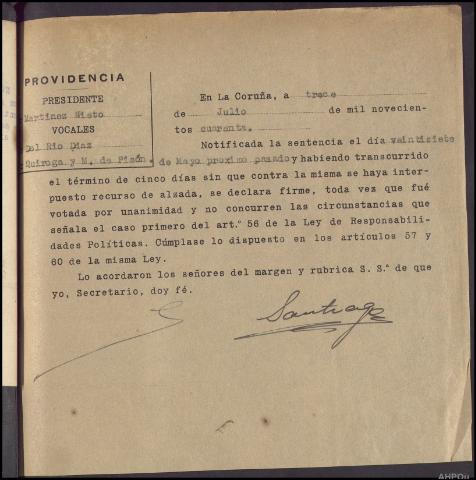 PROVIDENCIA
PRESIDENTE
Martinez Nieto
VOCALES
Del Rio Diaz
Quiroga y M. de Pisón.
En La Coruña, a trece
de Julio de mil novecien-
tos cuarenta.
Notificada la sentencia el día veintisiete
de Mayo proximo pasado y habiendo transcurrido
el término de cinco días sin que contra la misma se haya inter-
puesto recurso de alzada, se declara firme, toda vez que fué
votada por unanimidad y no concurren las circunstancias que
señala el caso primero del art.º 56 de la Ley de Responsabili-
dades Políticas. Cúmplase lo dispuesto en los artículos 57 y
60 de la misma Ley.
Lo acordaron los señores del margen y rubrica S. S.ª de que
yo, Secretario, doy fé.
Santiago
AHPOu